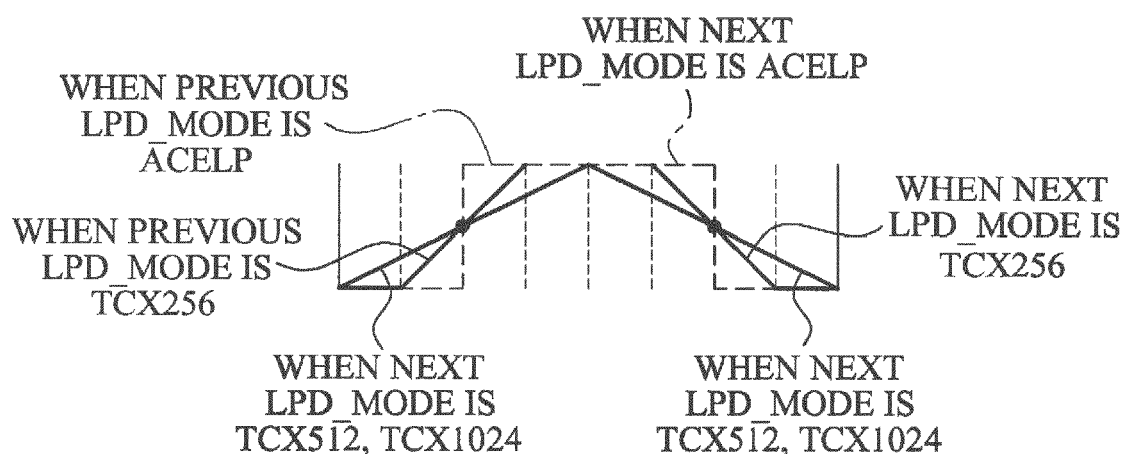 WHEN NEXT
LPD_MODE IS ACELP
WHEN PREVIOUS
LPD_MODE IS
ACELP
WHEN NEXT
LPD_MODE IS
TCX256
WHEN PREVIOUS
LPD_MODE IS
TCX256
WHEN NEXT
LPD_MODE IS
TCX512, TCX1024
WHEN NEXT
LPD_MODE IS
TCX512, TCX1024